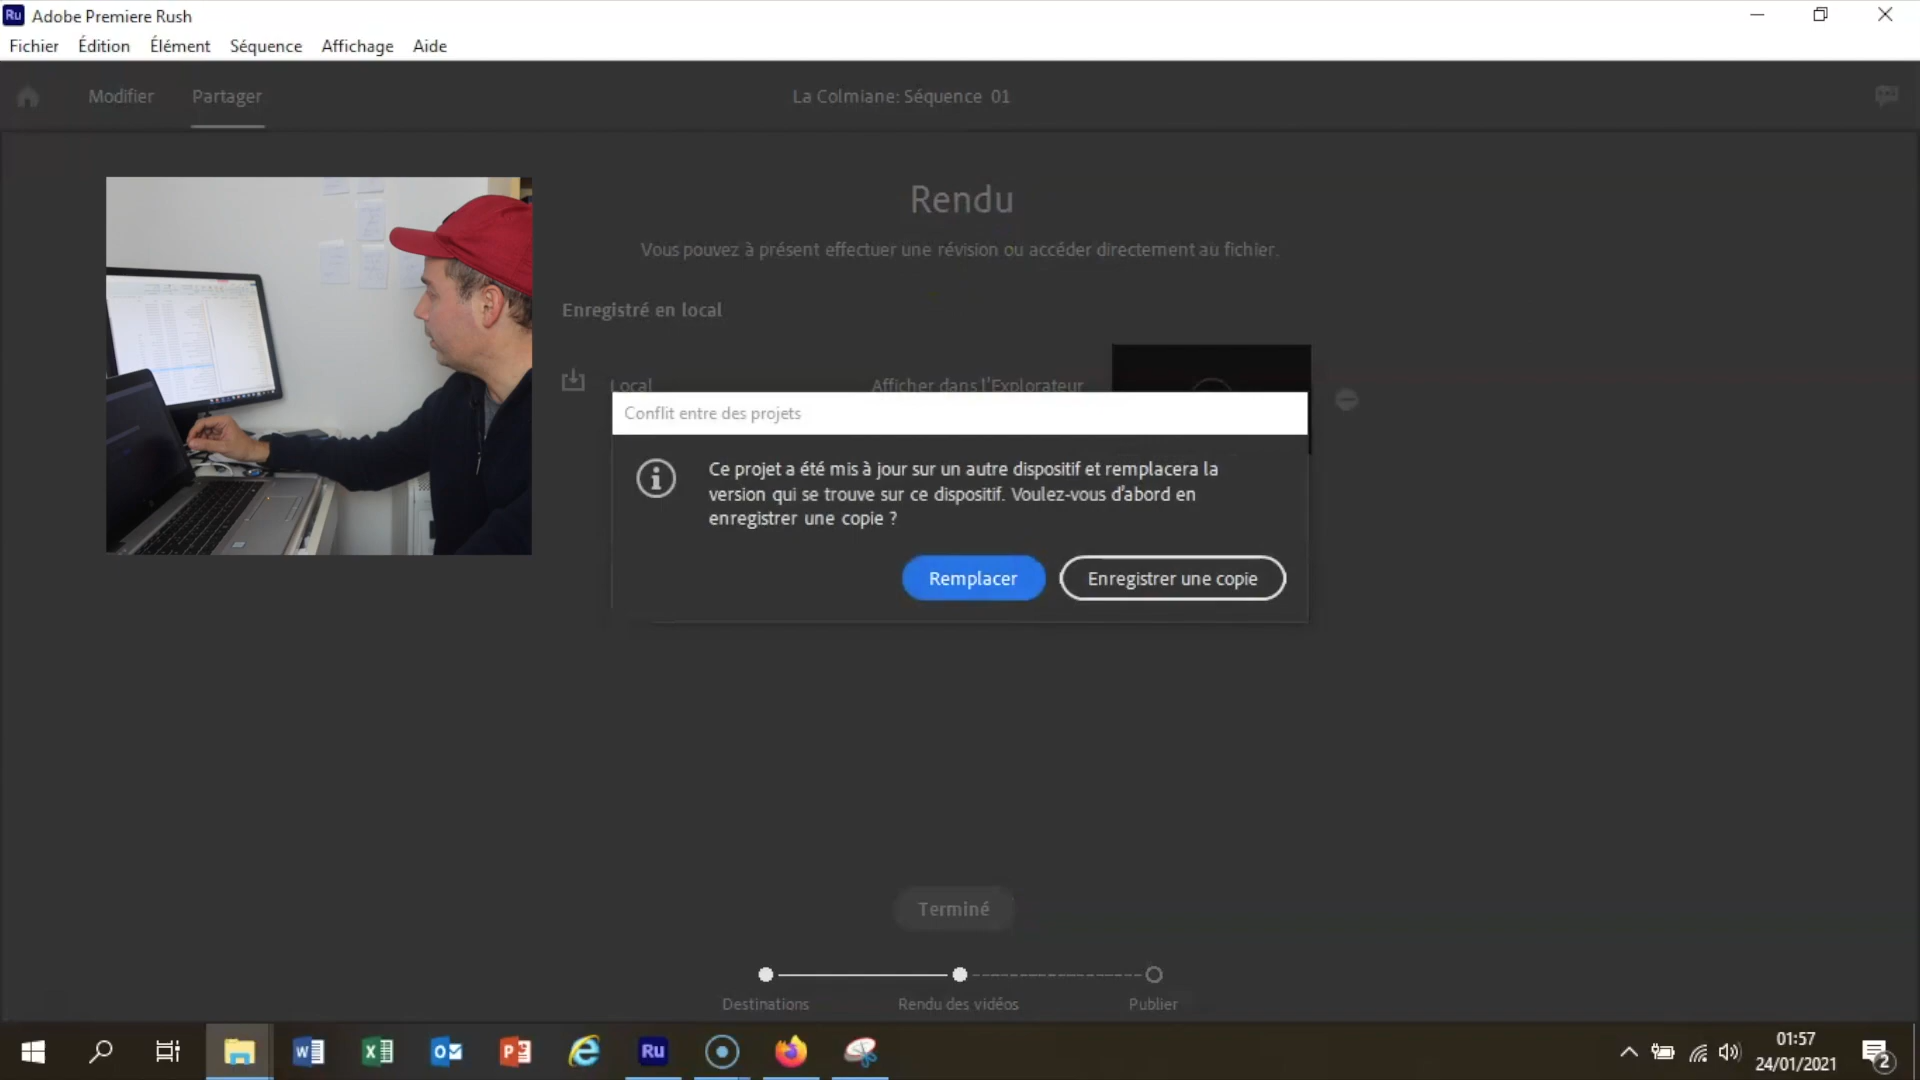 Ru Adobe Premiere Rush
Fichier Édition Élément Séquence Affichage Aide
Modifier Partager La Colmiane: Séquence 01
Rendu
Vous pouvez à présent effectuer une révision ou accéder directement au fichier.
Enregistré en local
Local Afficher dans l'Explorateur
Conflit entre des projets
Ce projet a été mis à jour sur un autre dispositif et remplacera la
version qui se trouve sur ce dispositif. Voulez-vous d'abord en
enregistrer une copie ?
Remplacer Enregistrer une copie
Terminé
Destinations Rendu des vidéos Publier
Ru
01:57
24/01/2021
2